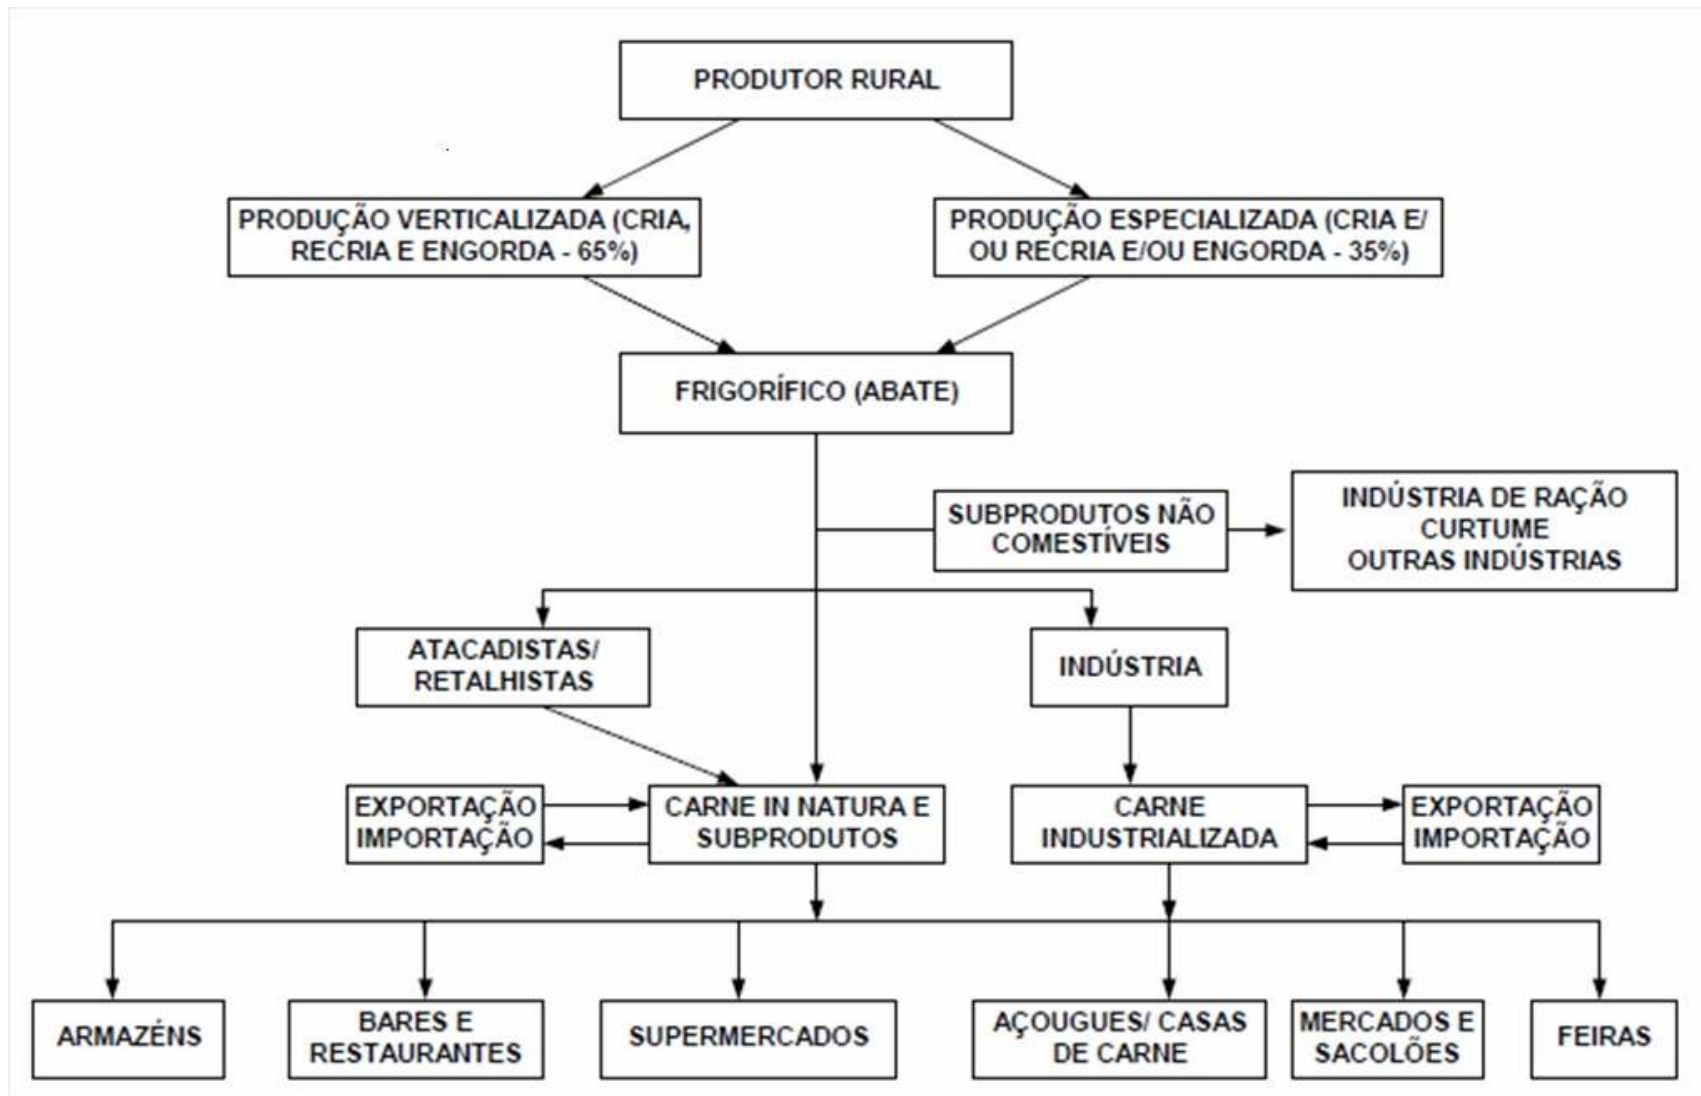 PRODUTOR RURAL
PRODUÇÃO VERTICALIZADA (CRIA,
RECRIA E ENGORDA - 65%)
PRODUÇÃO ESPECIALIZADA (CRIA E/
OU RECRIA E/OU ENGORDA - 35%)
FRIGORÍFICO (ABATE)
SUBPRODUTOS NÃO
COMESTÍVEIS
INDÚSTRIA DE RAÇÃO
CURTUME
OUTRAS INDÚSTRIAS
ATACADISTAS/
RETALHISTAS
INDÚSTRIA
EXPORTAÇÃO
IMPORTAÇÃO
CARNE IN NATURA E
SUBPRODUTOS
CARNE
INDUSTRIALIZADA
EXPORTAÇÃO
IMPORTAÇÃO
ARMAZÉNS
BARES E
RESTAURANTES
SUPERMERCADOS
AÇOUGUES/ CASAS
DE CARNE
MERCADOS E
SACOLÕES
FEIRAS